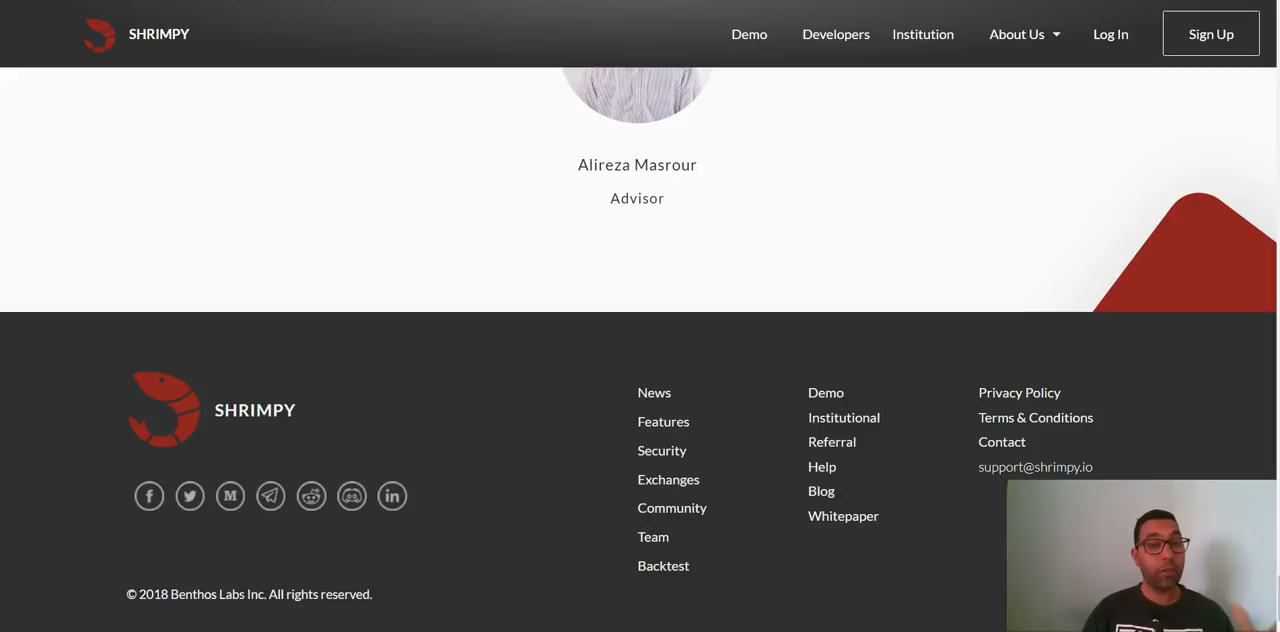 SHRIMPY
Demo
Developers
Institution
About Us
Log In
Sign Up
Alireza Masrour
Advisor
SHRIMPY
News
Features
Security
Exchanges
Community
Team
Backtest
Demo
Institutional
Referral
Help
Blog
Whitepaper
Privacy Policy
Terms & Conditions
Contact
support@shrimpy.io
© 2018 Benthos Labs Inc. All rights reserved.